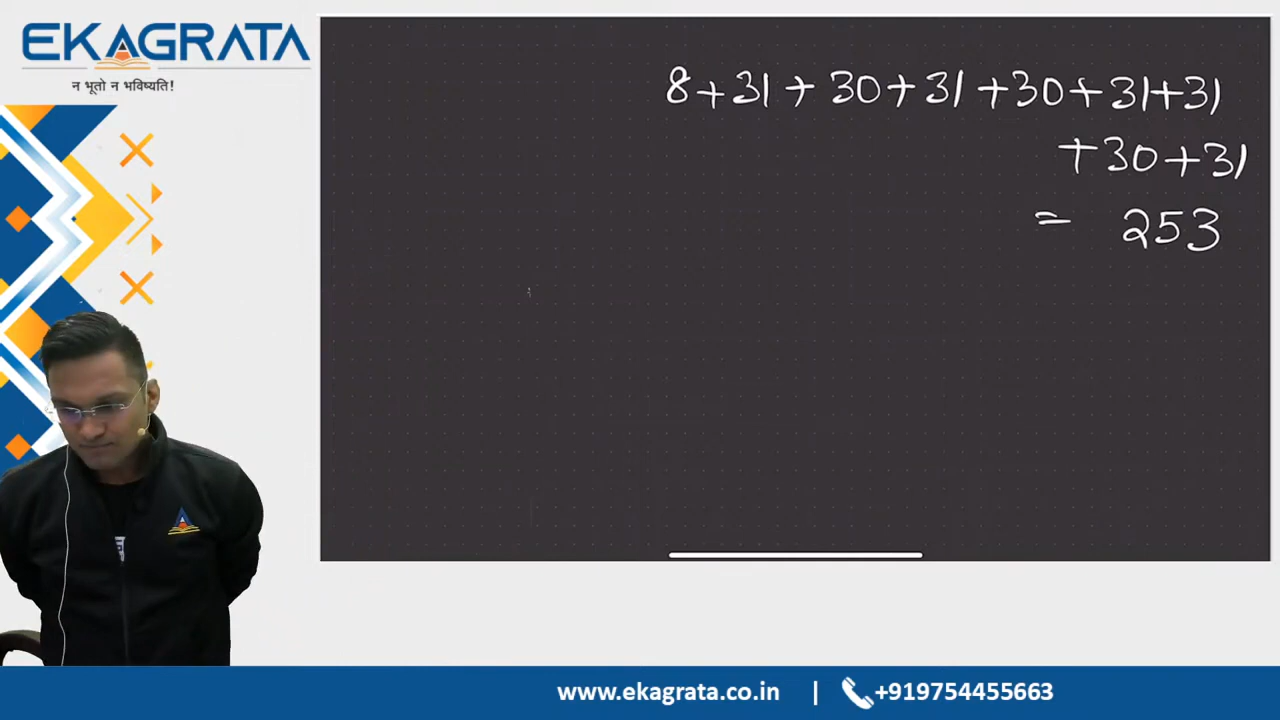 EKAGRATA
न भूतो न भविष्यति!
8+31 + 30+31 +30+31+31
+30+31
= 253
www.ekagrata.co.in | +919754455663